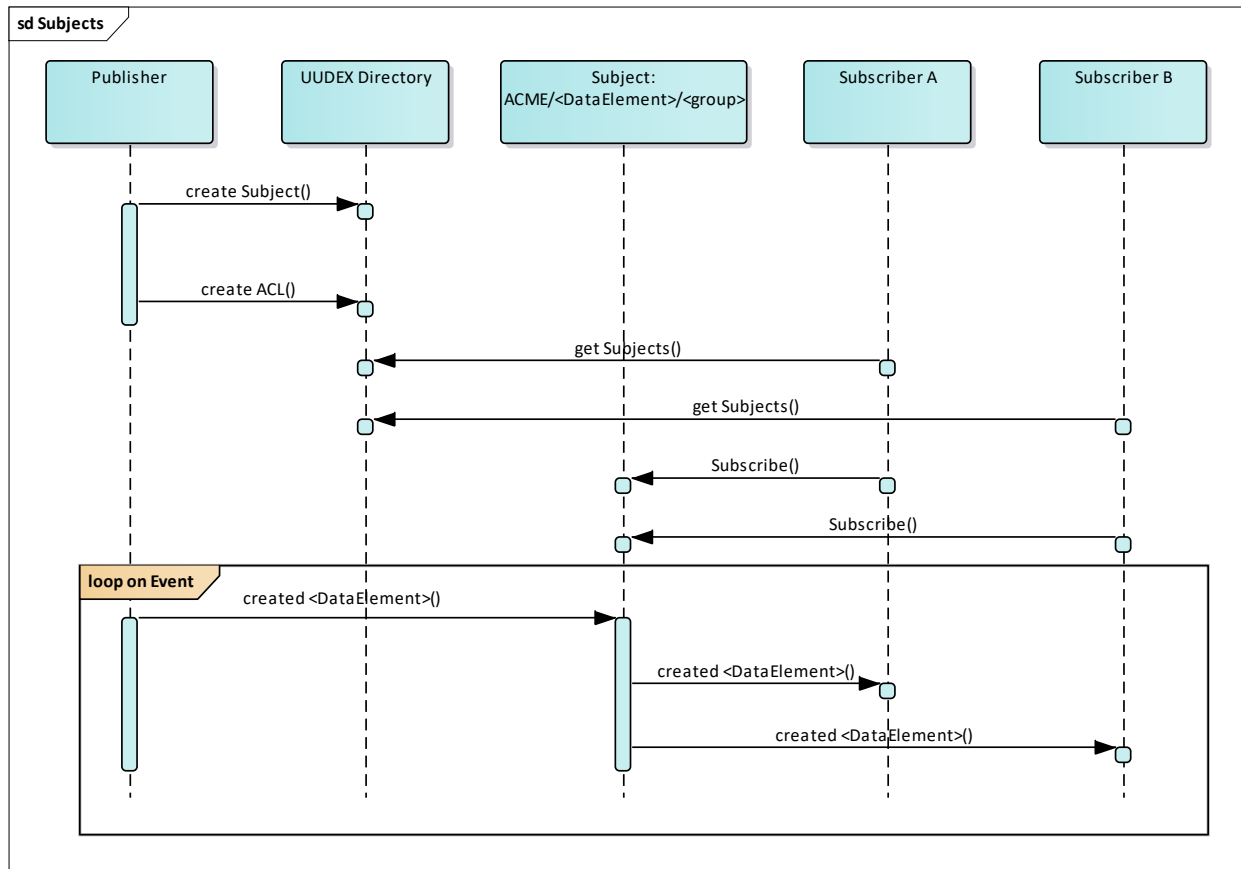 sd Subjects
Publisher
UUDEX Directory
Subject:
ACME/<DataElement>/<group>
Subscriber A
Subscriber B
create Subject()
create ACL()
get Subjects()
get Subjects()
Subscribe()
Subscribe()
loop on Event
created <DataElement>()
created <DataElement>()
created <DataElement>()